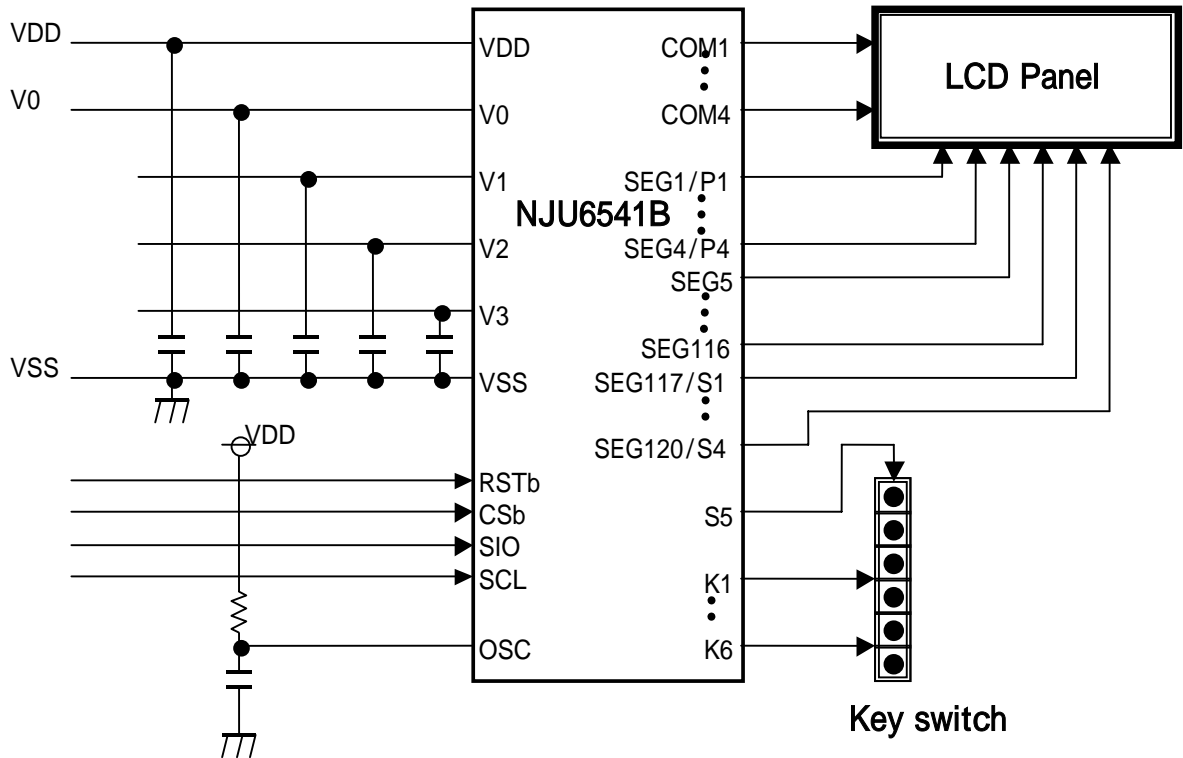 VDD
V0
VSS
VDD
VDD
V0
V1
V2
V3
VSS
RSTb
CSb
SIO
SCL
OSC
NJU6541B
COM1
COM4
SEG1/P1
SEG4/P4
SEG5
SEG116
SEG117/S1
SEG120/S4
S5
K1
K6
LCD Panel
Key switch